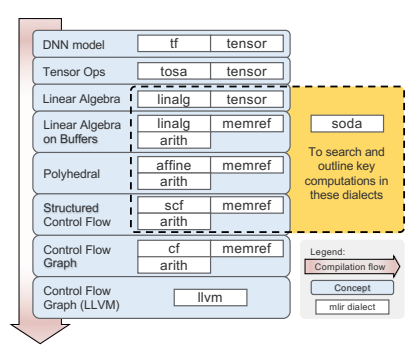 DNN model
tf tensor
Tensor Ops
tosa tensor
Linear Algebra
linalg tensor
Linear Algebra
on Buffers
linalg memref
arith
Polyhedral
affine memref
arith
Structured
Control Flow
scf memref
arith
Control Flow
Graph
cf memref
arith
Control Flow
Graph (LLVM)
llvm
soda
To search and
outline key
computations in
these dialects
Legend:
Compilation flow
Concept
mlir dialect